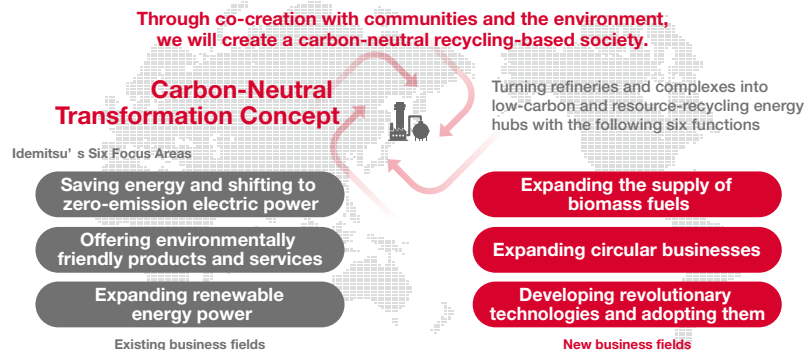 Through co-creation with communities and the environment,
we will create a carbon-neutral recycling-based society.
Carbon-Neutral
Transformation Concept
Turning refineries and complexes into
low-carbon and resource-recycling energy
hubs with the following six functions
Idemitsu’ s Six Focus Areas
Saving energy and shifting to
zero-emission electric power
Offering environmentally
friendly products and services
Expanding renewable
energy power
Existing business fields
Expanding the supply of
biomass fuels
Expanding circular businesses
Developing revolutionary
technologies and adopting them
New business fields